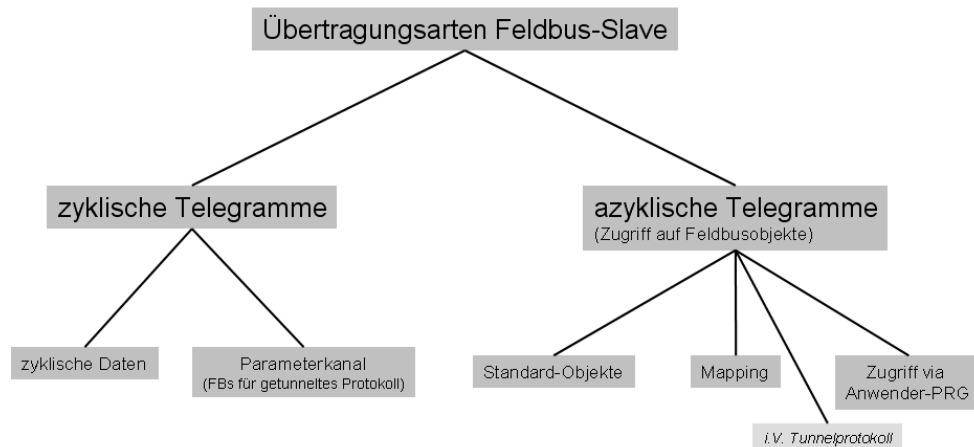 Übertragungsarten Feldbus-Slave
zyklische Telegramme
azyklische Telegramme
(Zugriff auf Feldbusobjekte)
zyklische Daten
Parameterkanal
(FBs für getunneltes Protokoll)
Standard-Objekte
Mapping
Zugriff via
Anwender-PRG
i.V. Tunnelprotokoll